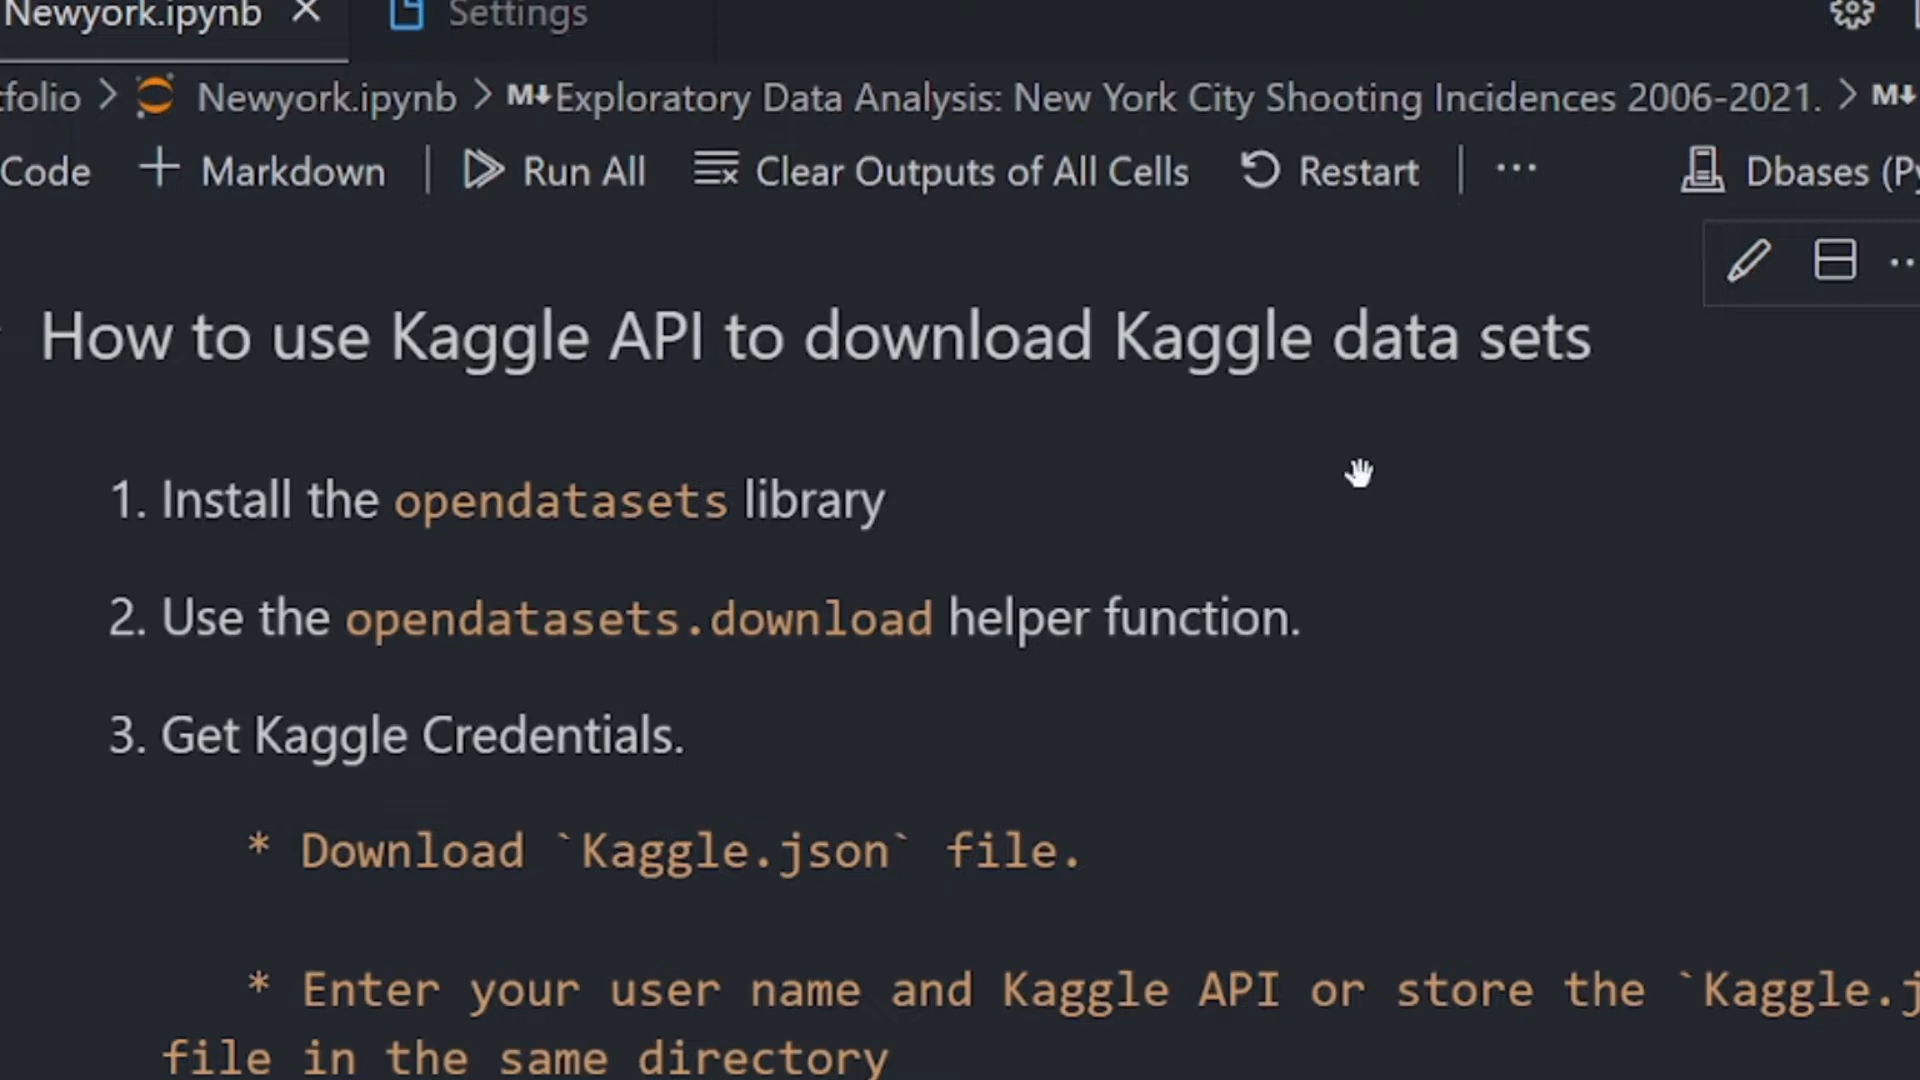 Newyork.ipynb Settings
Newyork.ipynb > M↓Exploratory Data Analysis: New York City Shooting Incidences 2006-2021. > M↓
Code + Markdown | Run All Clear Outputs of All Cells Restart | ··· Dbases
How to use Kaggle API to download Kaggle data sets
1. Install the opendatasets library
2. Use the opendatasets.download helper function.
3. Get Kaggle Credentials.
* Download `Kaggle.json` file.
* Enter your user name and Kaggle API or store the `Kaggle.j
file in the same directory